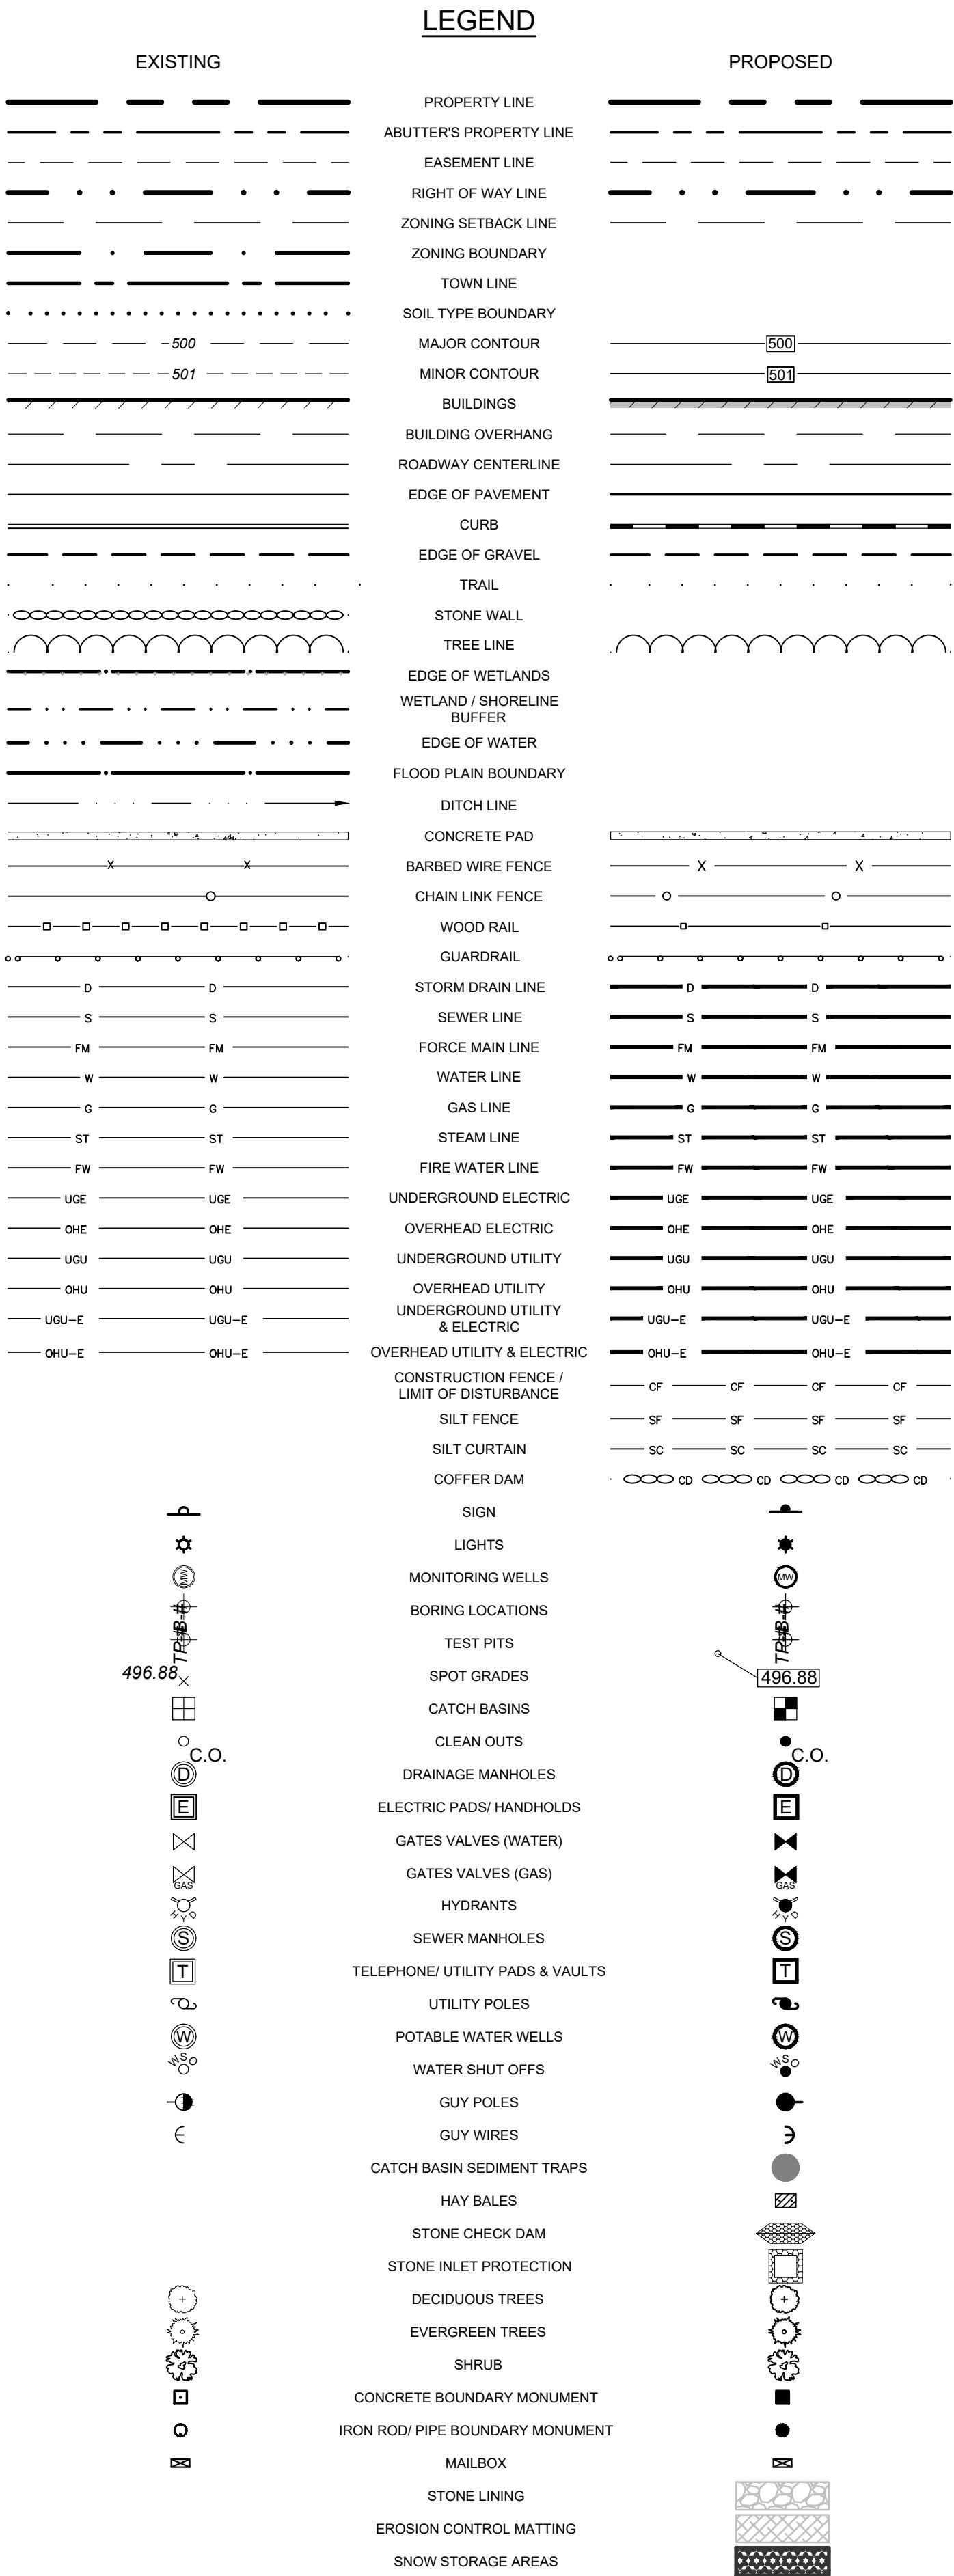 LEGEND
EXISTING PROPOSED
PROPERTY LINE
ABUTTER'S PROPERTY LINE
EASEMENT LINE
RIGHT OF WAY LINE
ZONING SETBACK LINE
ZONING BOUNDARY
TOWN LINE
SOIL TYPE BOUNDARY
500 MAJOR CONTOUR 500
501 MINOR CONTOUR 501
BUILDINGS
BUILDING OVERHANG
ROADWAY CENTERLINE
EDGE OF PAVEMENT
CURB
EDGE OF GRAVEL
TRAIL
STONE WALL
TREE LINE
EDGE OF WETLANDS
WETLAND / SHORELINE
BUFFER
EDGE OF WATER
FLOOD PLAIN BOUNDARY
DITCH LINE
CONCRETE PAD
X X BARBED WIRE FENCE X X
CHAIN LINK FENCE
WOOD RAIL
GUARDRAIL
D D STORM DRAIN LINE D D
S S SEWER LINE S S
FM FM FORCE MAIN LINE FM FM
W W WATER LINE W W
G G GAS LINE G G
ST ST STEAM LINE ST ST
FW FW FIRE WATER LINE FW FW
UGE UGE UNDERGROUND ELECTRIC UGE UGE
OHE OHE OVERHEAD ELECTRIC OHE OHE
UGU UGU UNDERGROUND UTILITY UGU UGU
OHU OHU OVERHEAD UTILITY OHU OHU
UGU-E UGU-E UNDERGROUND UTILITY
& ELECTRIC UGU-E UGU-E
OHU-E OHU-E OVERHEAD UTILITY & ELECTRIC OHU-E OHU-E
CONSTRUCTION FENCE /
LIMIT OF DISTURBANCE CF CF CF CF
SILT FENCE SF SF SF SF
SILT CURTAIN SC SC SC SC
COFFER DAM CD CD CD CD
SIGN
LIGHTS
MW MONITORING WELLS MW
B-# BORING LOCATIONS B-#
TP-# TEST PITS TP-#
496.88 SPOT GRADES 496.88
CATCH BASINS
CLEAN OUTS
C.O. C.O.
D DRAINAGE MANHOLES D
E ELECTRIC PADS/ HANDHOLDS E
GATES VALVES (WATER)
GATES VALVES (GAS)
GAS GAS
HYDRANTS
HYD HYD
S SEWER MANHOLES S
T TELEPHONE/ UTILITY PADS & VAULTS T
UTILITY POLES
W POTABLE WATER WELLS W
WSO WATER SHUT OFFS WSO
GUY POLES
GUY WIRES
CATCH BASIN SEDIMENT TRAPS
HAY BALES
STONE CHECK DAM
STONE INLET PROTECTION
DECIDUOUS TREES
EVERGREEN TREES
SHRUB
CONCRETE BOUNDARY MONUMENT
IRON ROD/ PIPE BOUNDARY MONUMENT
MAILBOX
STONE LINING
EROSION CONTROL MATTING
SNOW STORAGE AREAS